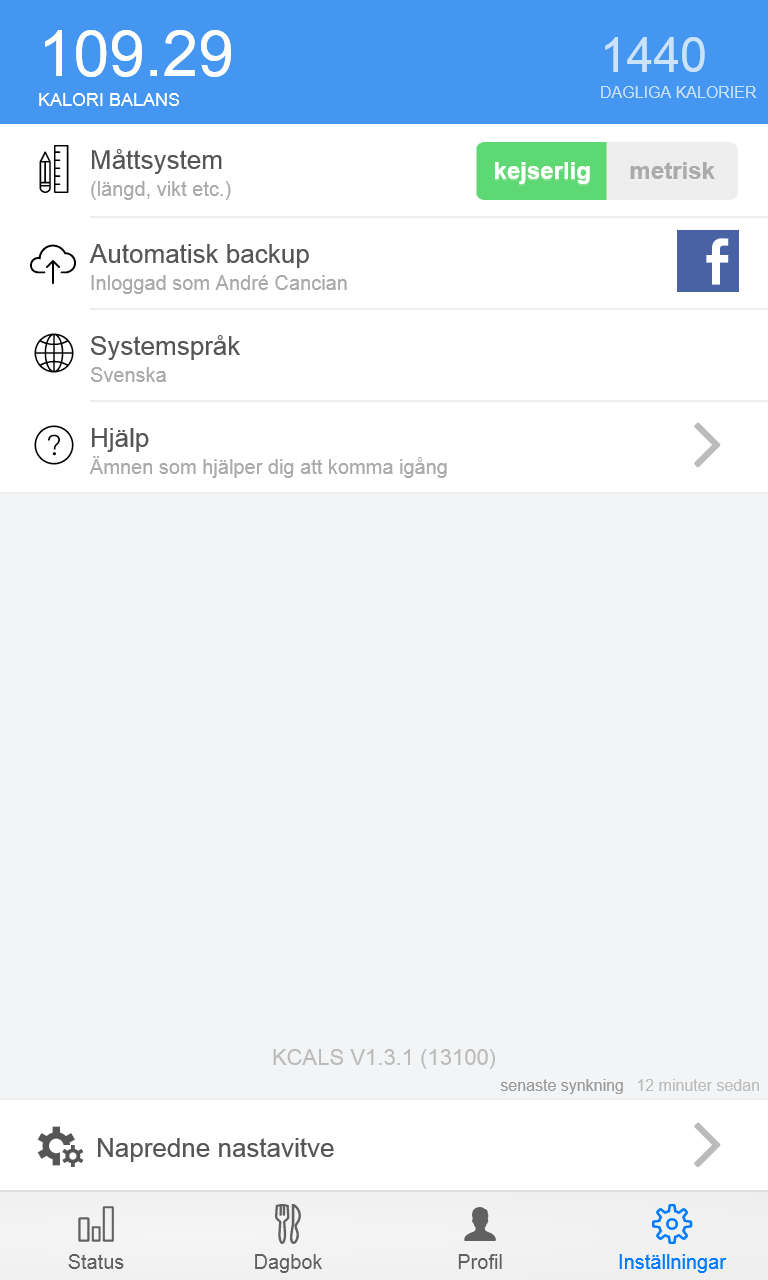 109.29
1440
KALORI BALANS
DAGLIGA KALORIER
Måttsystem
(längd, vikt etc.)
kejserlig
metrisk
Automatisk backup
Inloggad som André Cancian
f
Systemspråk
Svenska
?
Hjälp
Ämnen som hjälper dig att komma igång
KCALS V1.3.1 (13100)
senaste synkning 12 minuter sedan
Napredne nastavitve
Status
Dagbok
Profil
Inställningar